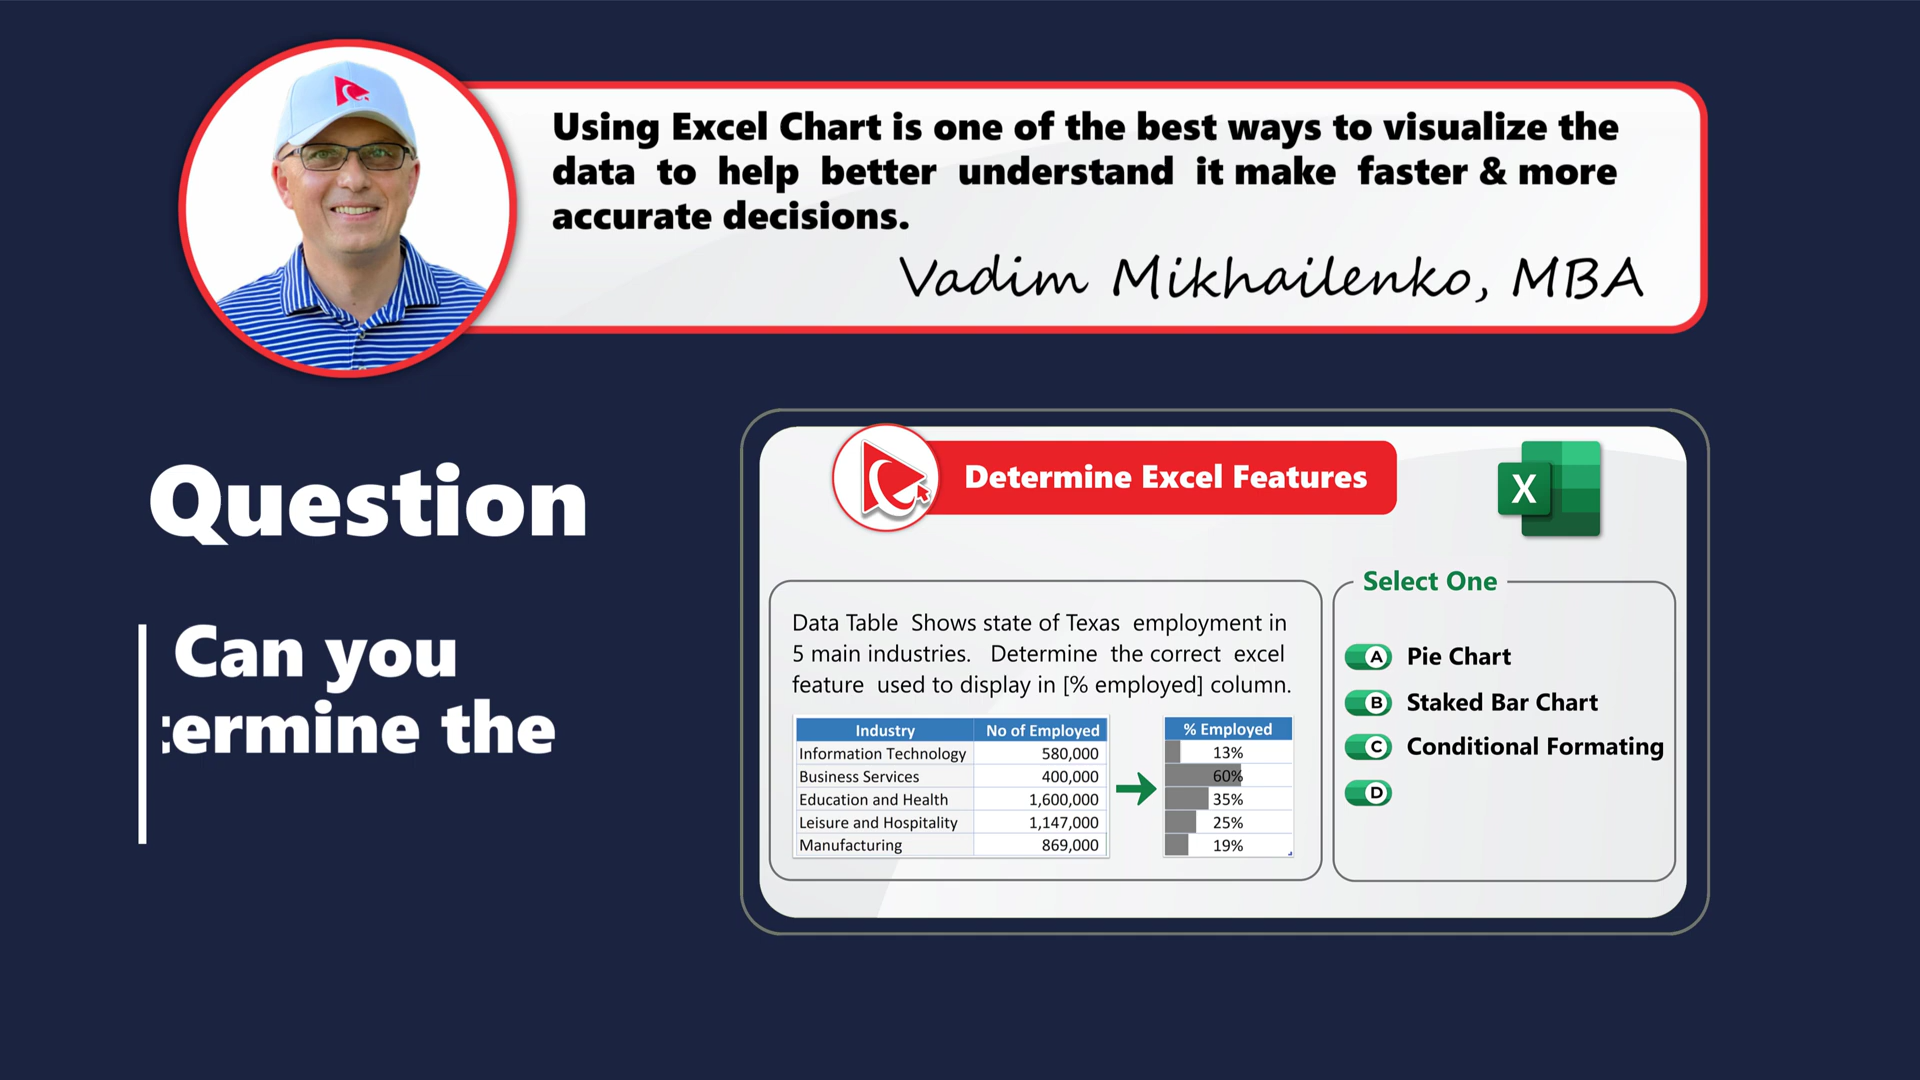 Using Excel Chart is one of the best ways to visualize the
data to help better understand it make faster & more
accurate decisions.
Vadim Mikhailenko, MBA
Question
Can you
termine the
Determine Excel Features
X
Data Table Shows state of Texas employment in
5 main industries. Determine the correct excel
feature used to display in [% employed] column.
Industry No of Employed
Information Technology 580,000
Business Services 400,000
Education and Health 1,600,000
Leisure and Hospitality 1,147,000
Manufacturing 869,000
% Employed
13%
60%
35%
25%
19%
Select One
A Pie Chart
B Staked Bar Chart
C Conditional Formating
D